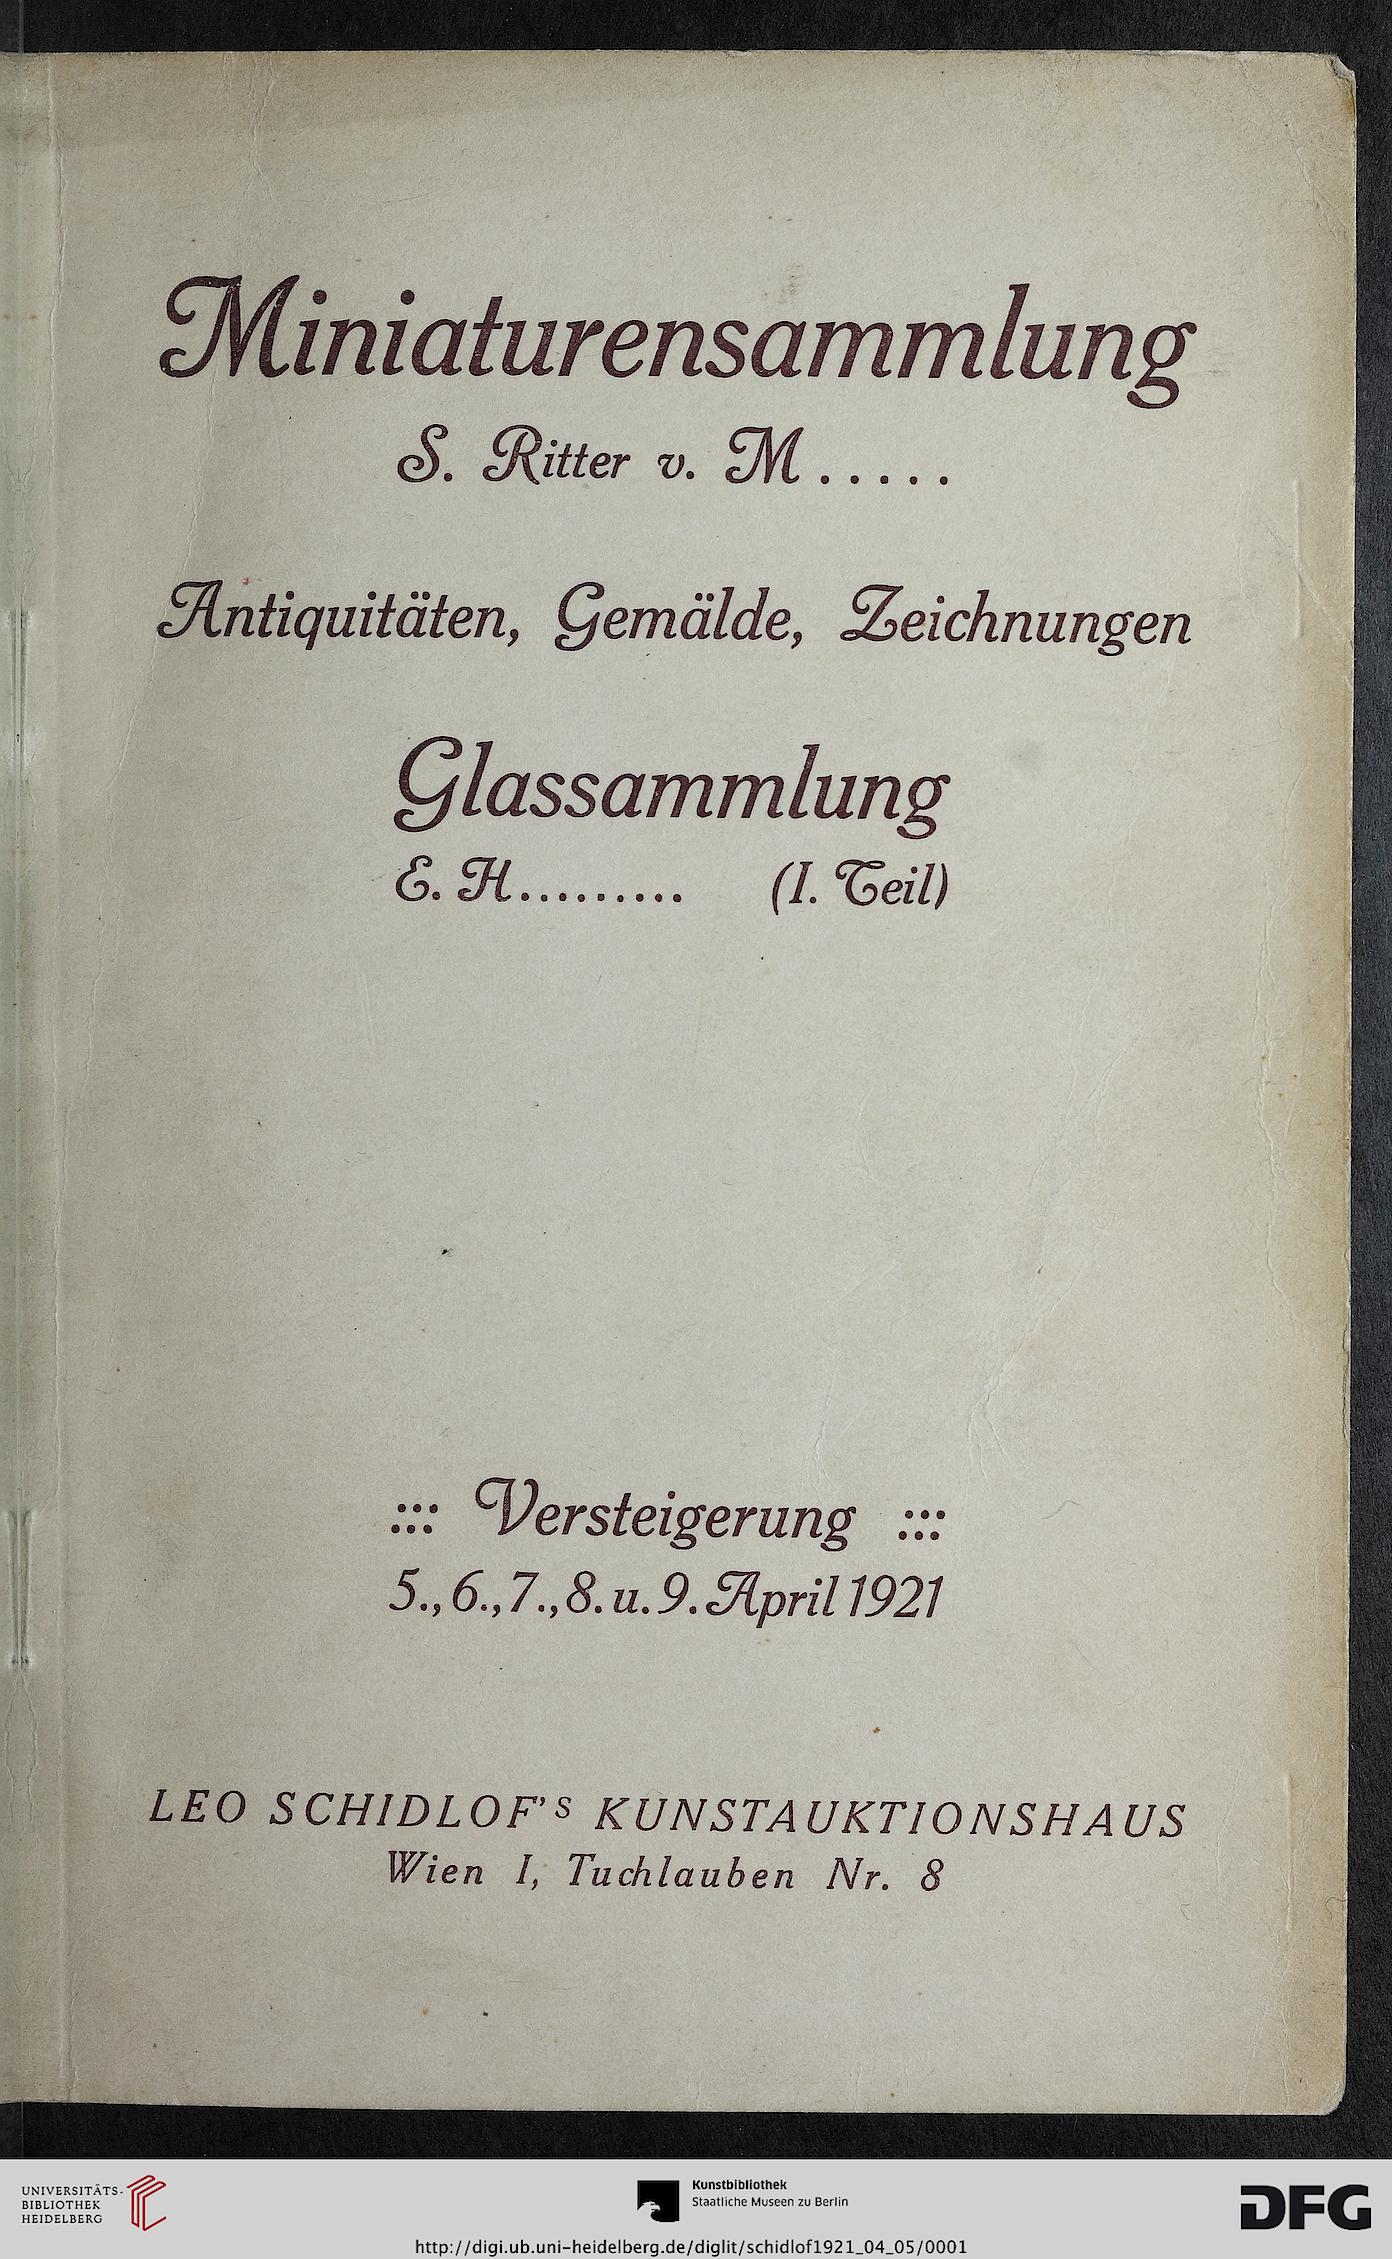 Miniaturensammlung
S. Ritter v. M.....
Antiquitäten, Gemälde, Zeichnungen
Glassammlung
E. H......... (I. Teil)
::: Versteigerung :::
5., 6., 7., 8. u. 9. April 1921
LEO SCHIDLOF'S KUNSTAUKTIONSHAUS
Wien I, Tuchlauben Nr. 8
UNIVERSITÄTS-
BIBLIOTHEK
HEIDELBERG
Kunstbibliothek
Staatliche Museen zu Berlin
DFG
http://digi.ub.uni-heidelberg.de/diglit/schidlof1921_04_05/0001